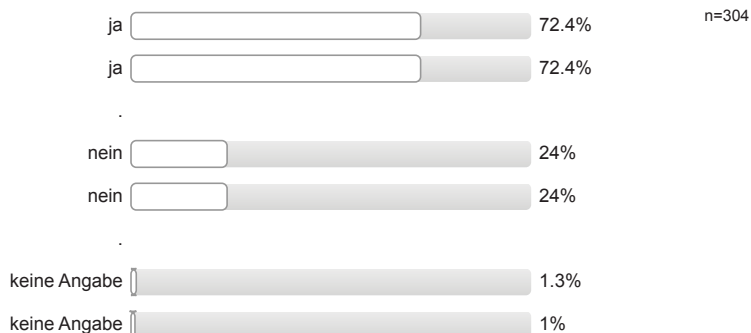 ja 72.4% n=304
ja 72.4%
.
nein 24%
nein 24%
.
keine Angabe 1.3%
keine Angabe 1%